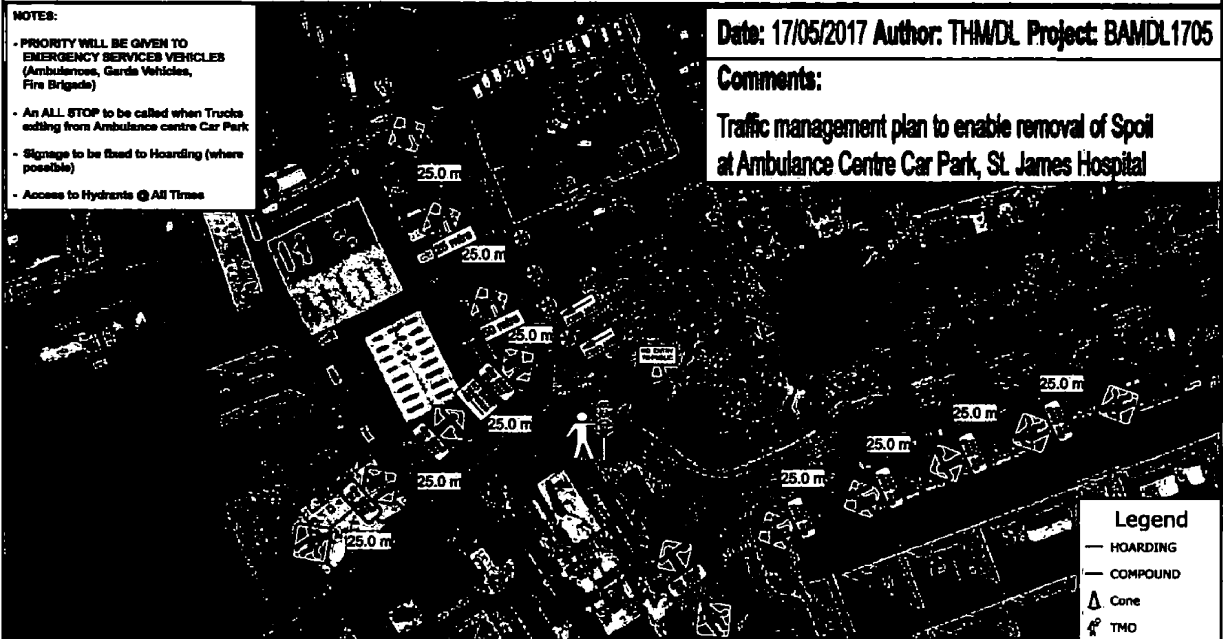 NOTES:
- PRIORITY WILL BE GIVEN TO
EMERGENCY SERVICES VEHICLES
(Ambulances, Garda Vehicles,
Fire Brigade)
- An ALL STOP to be called when Trucks
exiting from Ambulance centre Car Park
- Signage to be fixed to Hoarding (where
possible)
- Access to Hydrants @ All Times
Date: 17/05/2017 Author: THM/DL Project: BAMDL1705
Comments:
Traffic management plan to enable removal of Spoil
at Ambulance Centre Car Park, St. James Hospital
25.0 m
25.0 m
25.0 m
25.0 m
25.0 m
25.0 m
25.0 m
25.0 m
25.0 m
25.0 m
Legend
HOARDING
COMPOUND
Cone
TMO